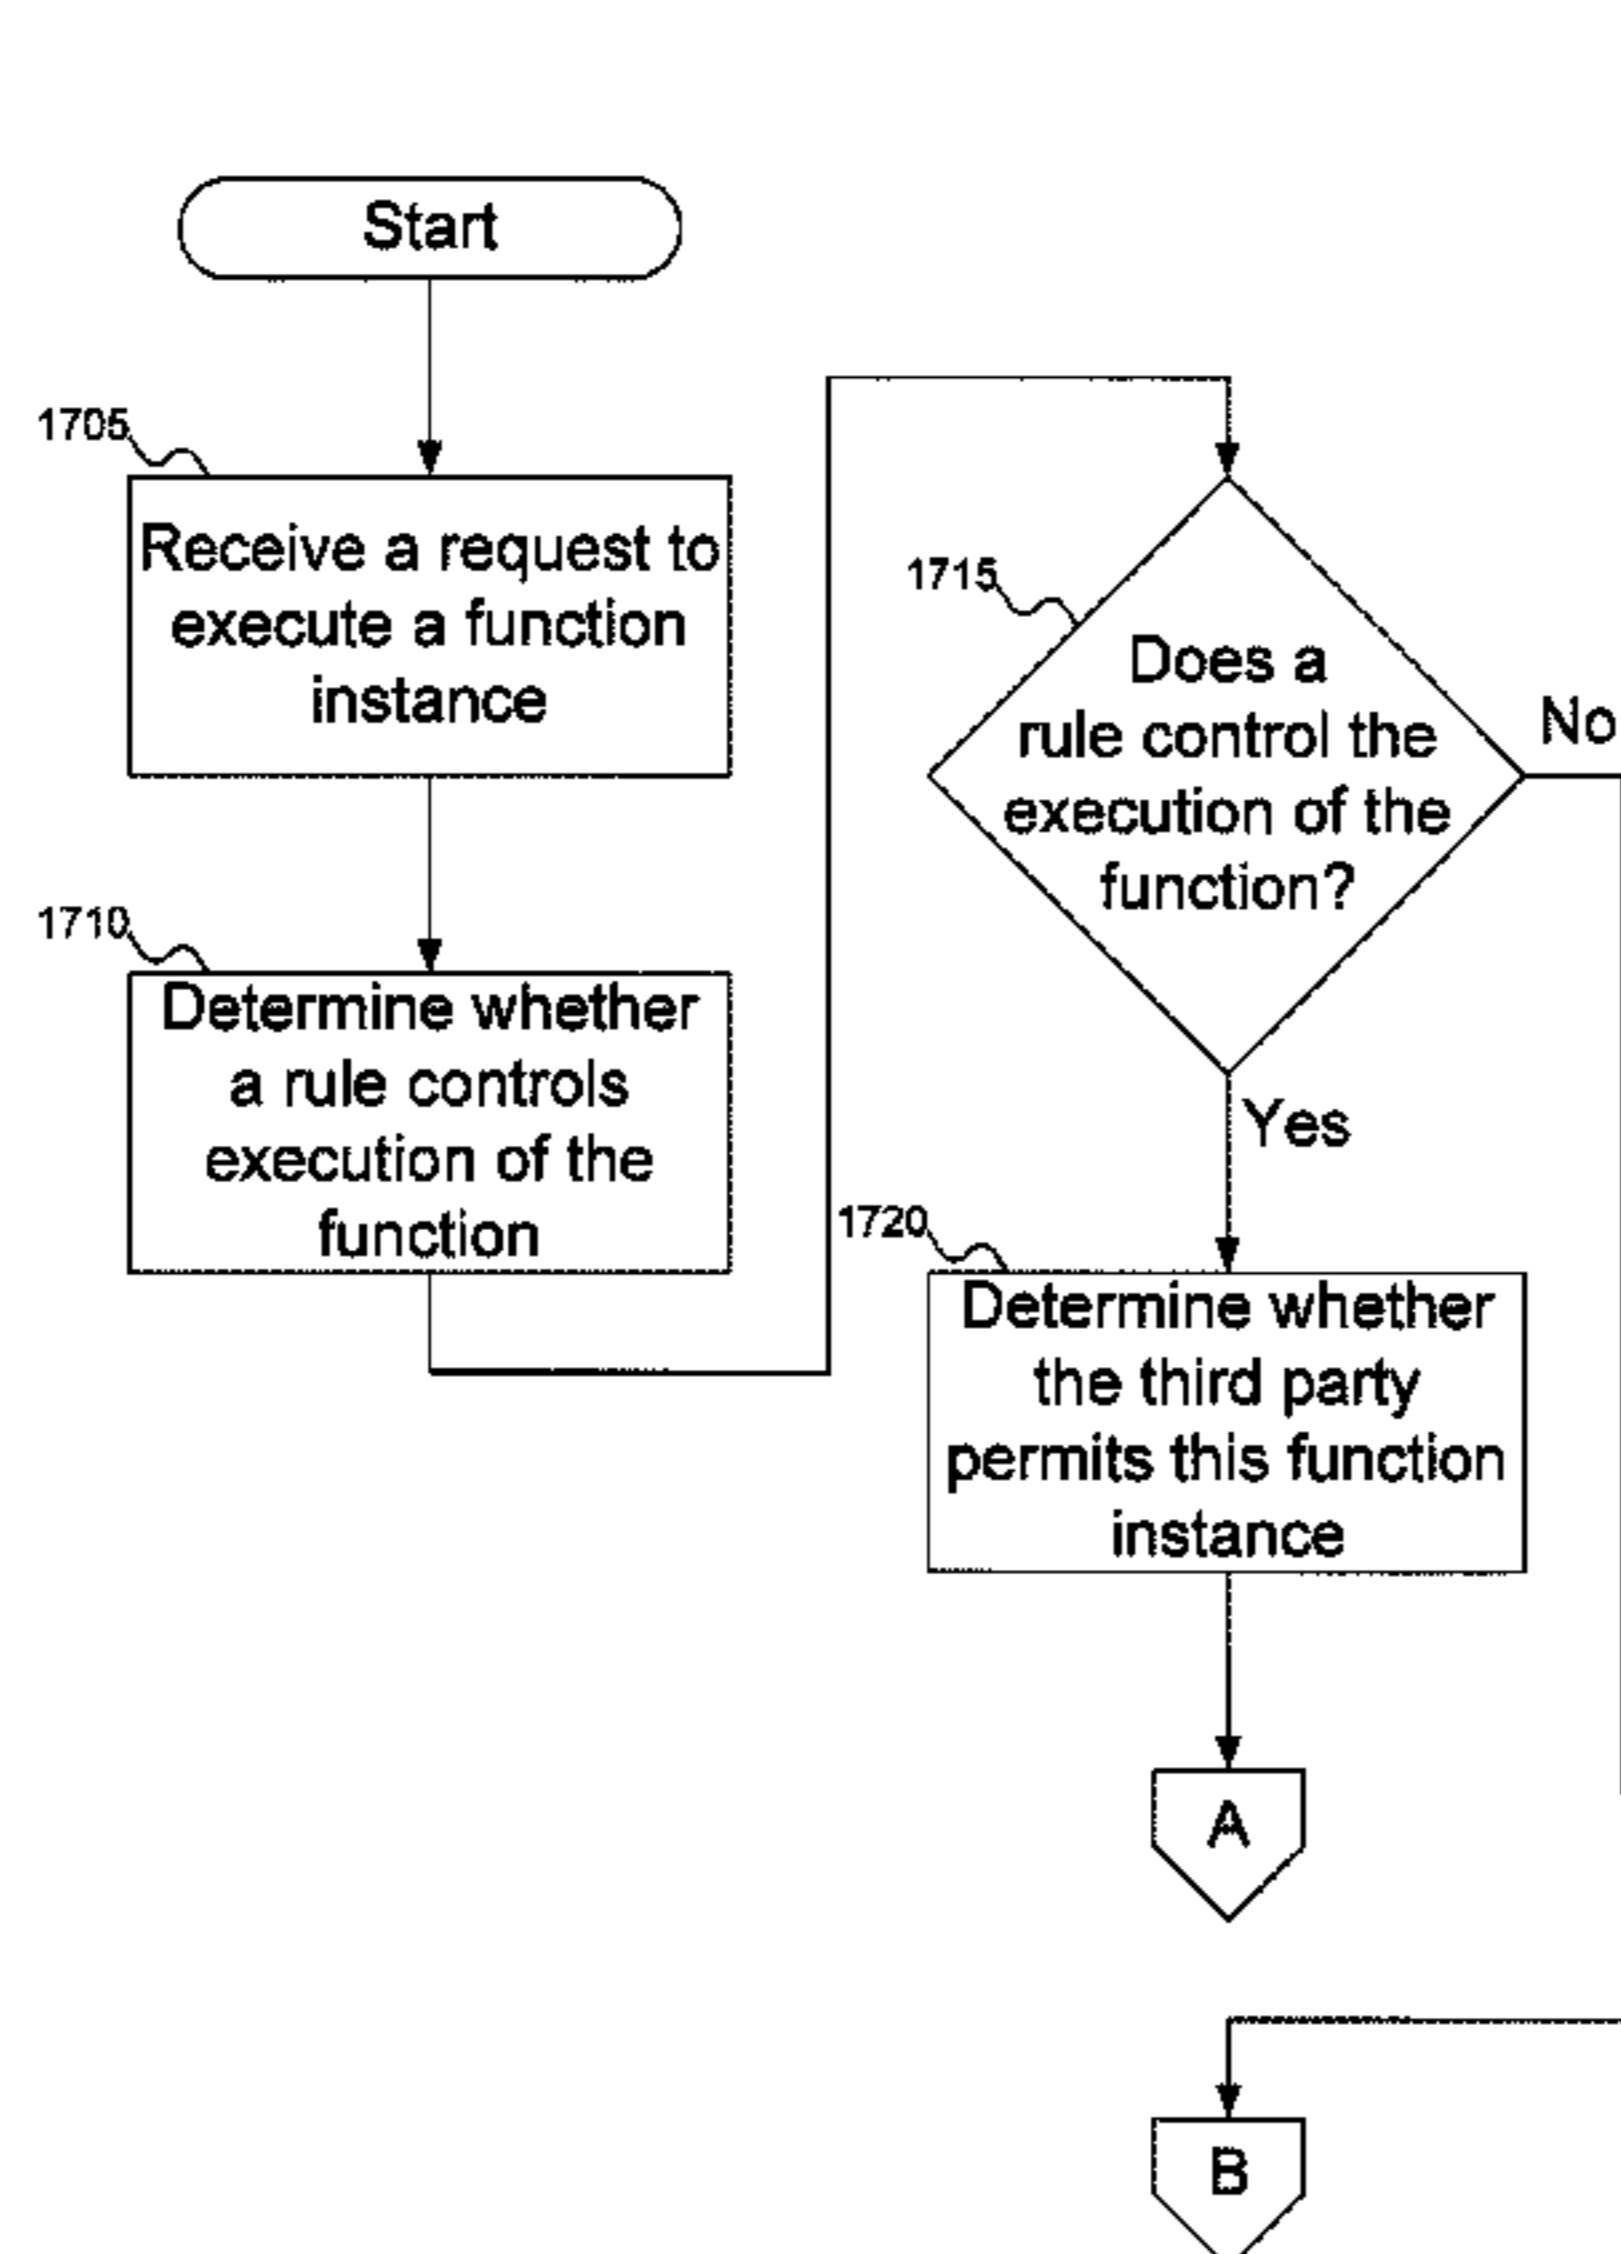 Start
1705
Receive a request to
execute a function
instance
1710
Determine whether
a rule controls
execution of the
function
1715
Does a
rule control the
execution of the
function?
No
Yes
1720
Determine whether
the third party
permits this function
instance
A
B